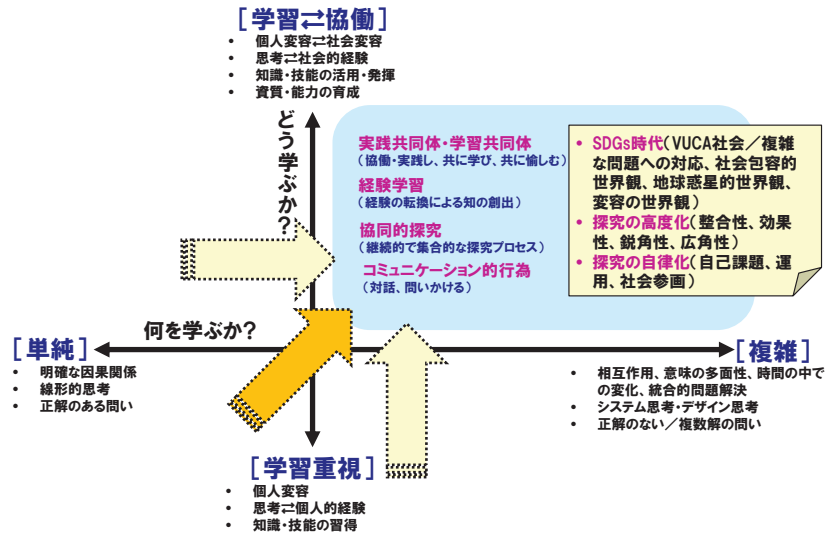 ［学習⇄協働］
• 個人変容⇄社会変容
• 思考⇄社会的経験
• 知識・技能の活用・発揮
• 資質・能力の育成
どう学ぶか？
実践共同体・学習共同体
（協働・実践し、共に学び、共に愉しむ）
経験学習
（経験の転換による知の創出）
協同的探究
（継続的で集合的な探究プロセス）
コミュニケーション的行為
（対話、問いかける）
• SDGs時代（VUCA社会／複雑
な問題への対応、社会包容的
世界観、地球惑星的世界観、
変容の世界観）
• 探究の高度化（整合性、効果
性、鋭角性、広角性）
• 探究の自律化（自己課題、運
用、社会参画）
何を学ぶか？
［単純］
• 明確な因果関係
• 線形的思考
• 正解のある問い
［複雑］
• 相互作用、意味の多面性、時間の中で
の変化、統合的問題解決
• システム思考・デザイン思考
• 正解のない／複数解の問い
［学習重視］
• 個人変容
• 思考⇄個人的経験
• 知識・技能の習得